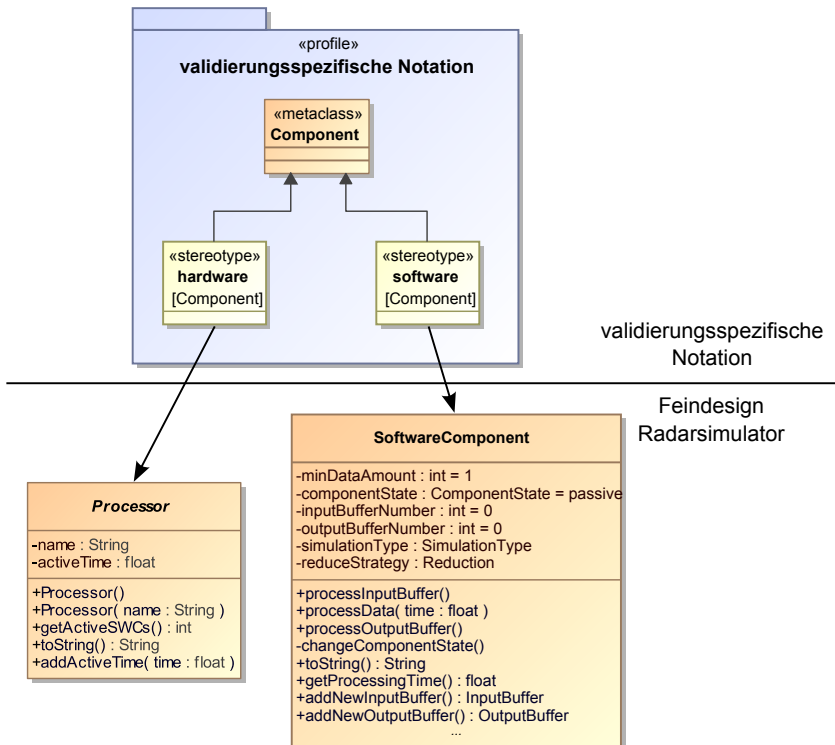 «profile»
validierungsspezifische Notation
«metaclass»
Component
«stereotype»
hardware
[Component]
«stereotype»
software
[Component]
validierungsspezifische
Notation
Feindesign
Radarsimulator
Processor
-name : String
-activeTime : float
+Processor()
+Processor( name : String )
+getActiveSWCs() : int
+toString() : String
+addActiveTime( time : float )
SoftwareComponent
-minDataAmount : int = 1
-componentState : ComponentState = passive
-inputBufferNumber : int = 0
-outputBufferNumber : int = 0
-simulationType : SimulationType
-reduceStrategy : Reduction
+processInputBuffer()
+processData( time : float )
+processOutputBuffer()
-changeComponentState()
+toString() : String
+getProcessingTime() : float
+addNewInputBuffer() : InputBuffer
+addNewOutputBuffer() : OutputBuffer
...